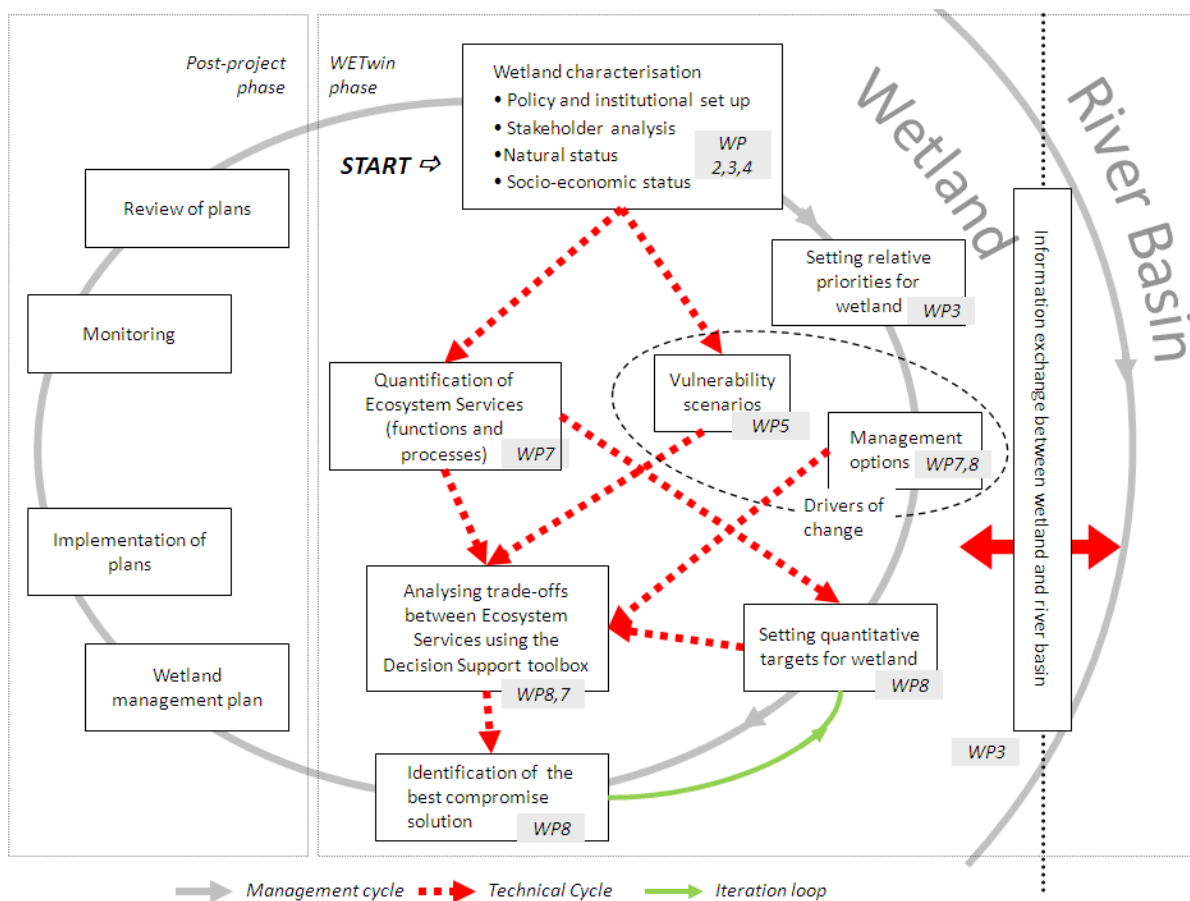 Post-project
phase
WETwin
phase
Wetland characterisation
• Policy and institutional set up
• Stakeholder analysis
• Natural status
• Socio-economic status
WP
2,3,4
START ⇨
Wetland
River Basin
Review of plans
Setting relative
priorities for
wetland
WP3
Monitoring
Quantification of
Ecosystem Services
(functions and
processes)
WP7
Vulnerability
scenarios
WP5
Management
options
WP7,8
Drivers of
change
Information exchange between wetland and river basin
Implementation of
plans
Analysing trade-offs
between Ecosystem
Services using the
Decision Support toolbox
WP8,7
Setting quantitative
targets for wetland
WP8
Wetland
management plan
WP3
Identification of the
best compromise
solution
WP8
Management cycle
Technical Cycle
Iteration loop